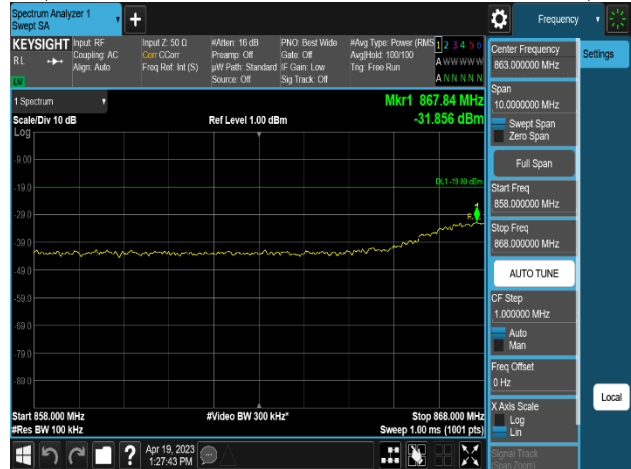 Spectrum Analyzer 1
Swept SA
+
Frequency
KEYSIGHT
RL
Input: RF
Coupling: AC
Align: Auto
Input Z: 50 Ω
Corr CCorr
Freq Ref: Int (S)
#Atten: 16 dB
Preamp: Off
µW Path: Standard
Source: Off
PNO: Best Wide
Gate: Off
IF Gain: Low
Sig Track: Off
#Avg Type: Power (RMS
Avg|Hold: 100/100
Trig: Free Run
1 2 3 4 5 6
A W W W W W
A N N N N N
1 Spectrum
Scale/Div 10 dB
Ref Level 1.00 dBm
Mkr1 867.84 MHz
-31.856 dBm
Log
-9.00
-19.0
-29.0
-39.0
-49.0
-59.0
-69.0
-79.0
-89.0
DL1 -19.00 dBm
1
Start 858.000 MHz
#Res BW 100 kHz
#Video BW 300 kHz*
Stop 868.000 MHz
Sweep 1.00 ms (1001 pts)
Center Frequency
863.000000 MHz
Span
10.0000000 MHz
Swept Span
Zero Span
Full Span
Start Freq
858.000000 MHz
Stop Freq
868.000000 MHz
AUTO TUNE
CF Step
1.000000 MHz
Auto
Man
Freq Offset
0 Hz
X Axis Scale
Log
Lin
Signal Track
(Span Zoom)
Settings
Local
?
Apr 19, 2023
1:27:43 PM